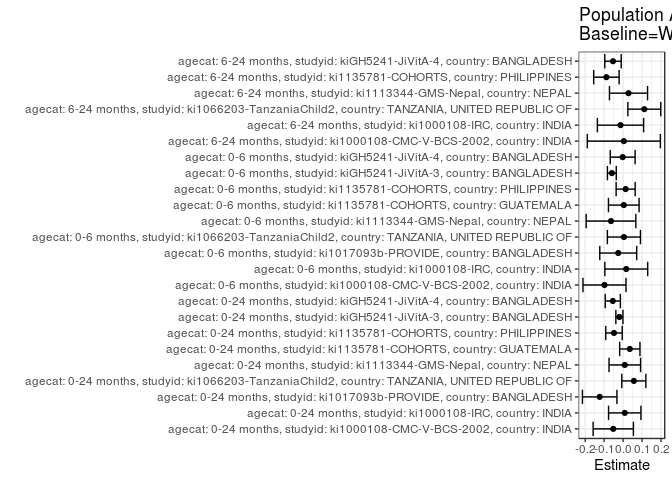 Population
Baseline=W
agecat: 6-24 months, studyid: kiGH5241-JiVitA-4, country: BANGLADESH
agecat: 6-24 months, studyid: ki1135781-COHORTS, country: PHILIPPINES
agecat: 6-24 months, studyid: ki1113344-GMS-Nepal, country: NEPAL
agecat: 6-24 months, studyid: ki1066203-TanzaniaChild2, country: TANZANIA, UNITED REPUBLIC OF
agecat: 6-24 months, studyid: ki1000108-IRC, country: INDIA
agecat: 6-24 months, studyid: ki1000108-CMC-V-BCS-2002, country: INDIA
agecat: 0-6 months, studyid: kiGH5241-JiVitA-4, country: BANGLADESH
agecat: 0-6 months, studyid: kiGH5241-JiVitA-3, country: BANGLADESH
agecat: 0-6 months, studyid: ki1135781-COHORTS, country: PHILIPPINES
agecat: 0-6 months, studyid: ki1135781-COHORTS, country: GUATEMALA
agecat: 0-6 months, studyid: ki1113344-GMS-Nepal, country: NEPAL
agecat: 0-6 months, studyid: ki1066203-TanzaniaChild2, country: TANZANIA, UNITED REPUBLIC OF
agecat: 0-6 months, studyid: ki1017093b-PROVIDE, country: BANGLADESH
agecat: 0-6 months, studyid: ki1000108-IRC, country: INDIA
agecat: 0-6 months, studyid: ki1000108-CMC-V-BCS-2002, country: INDIA
agecat: 0-24 months, studyid: kiGH5241-JiVitA-4, country: BANGLADESH
agecat: 0-24 months, studyid: kiGH5241-JiVitA-3, country: BANGLADESH
agecat: 0-24 months, studyid: ki1135781-COHORTS, country: PHILIPPINES
agecat: 0-24 months, studyid: ki1135781-COHORTS, country: GUATEMALA
agecat: 0-24 months, studyid: ki1113344-GMS-Nepal, country: NEPAL
agecat: 0-24 months, studyid: ki1066203-TanzaniaChild2, country: TANZANIA, UNITED REPUBLIC OF
agecat: 0-24 months, studyid: ki1017093b-PROVIDE, country: BANGLADESH
agecat: 0-24 months, studyid: ki1000108-IRC, country: INDIA
agecat: 0-24 months, studyid: ki1000108-CMC-V-BCS-2002, country: INDIA
-0.2 -0.1 0.0 0.1 0.2
Estimate